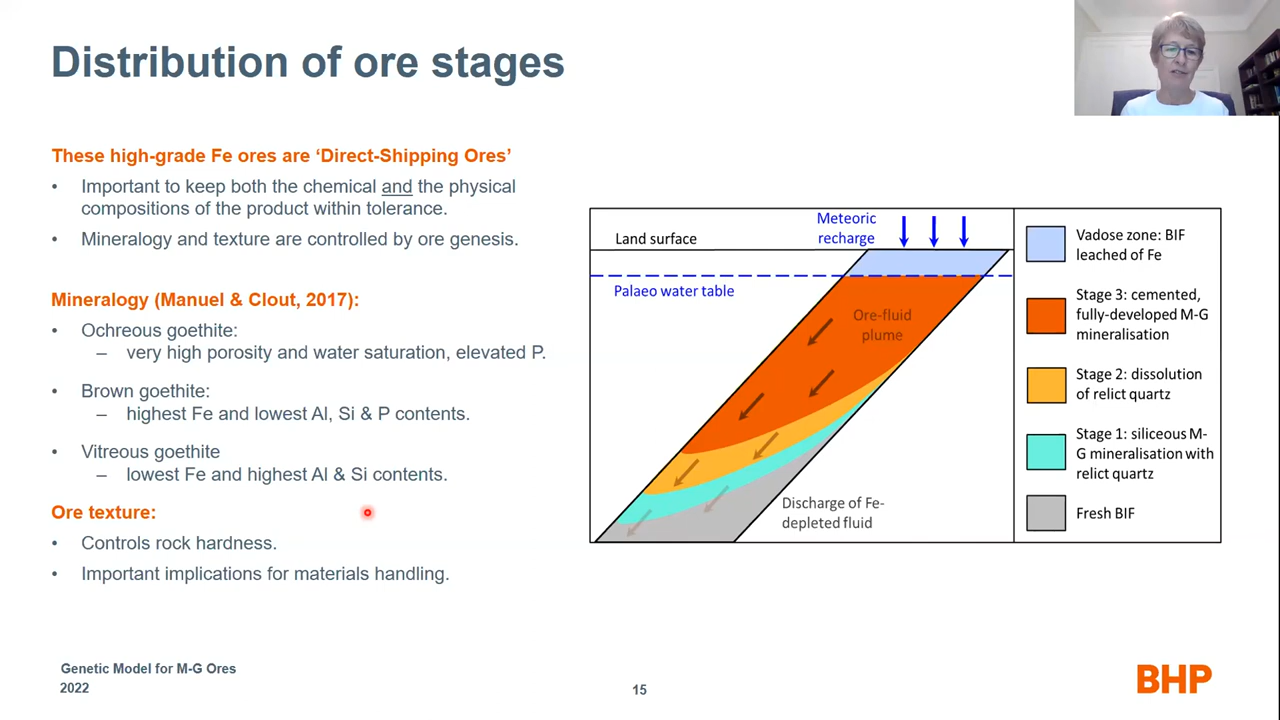 Distribution of ore stages
These high-grade Fe ores are ‘Direct-Shipping Ores’
• Important to keep both the chemical and the physical
compositions of the product within tolerance.
• Mineralogy and texture are controlled by ore genesis.
Mineralogy (Manuel & Clout, 2017):
• Ochreous goethite:
– very high porosity and water saturation, elevated P.
• Brown goethite:
– highest Fe and lowest Al, Si & P contents.
• Vitreous goethite
– lowest Fe and highest Al & Si contents.
Ore texture:
• Controls rock hardness.
• Important implications for materials handling.
Land surface
Meteoric
recharge
Palaeo water table
Ore-fluid
plume
Discharge of Fe-
depleted fluid
Vadose zone: BIF
leached of Fe
Stage 3: cemented,
fully-developed M-G
mineralisation
Stage 2: dissolution
of relict quartz
Stage 1: siliceous M-
G mineralisation with
relict quartz
Fresh BIF
Genetic Model for M-G Ores
2022
15
BHP